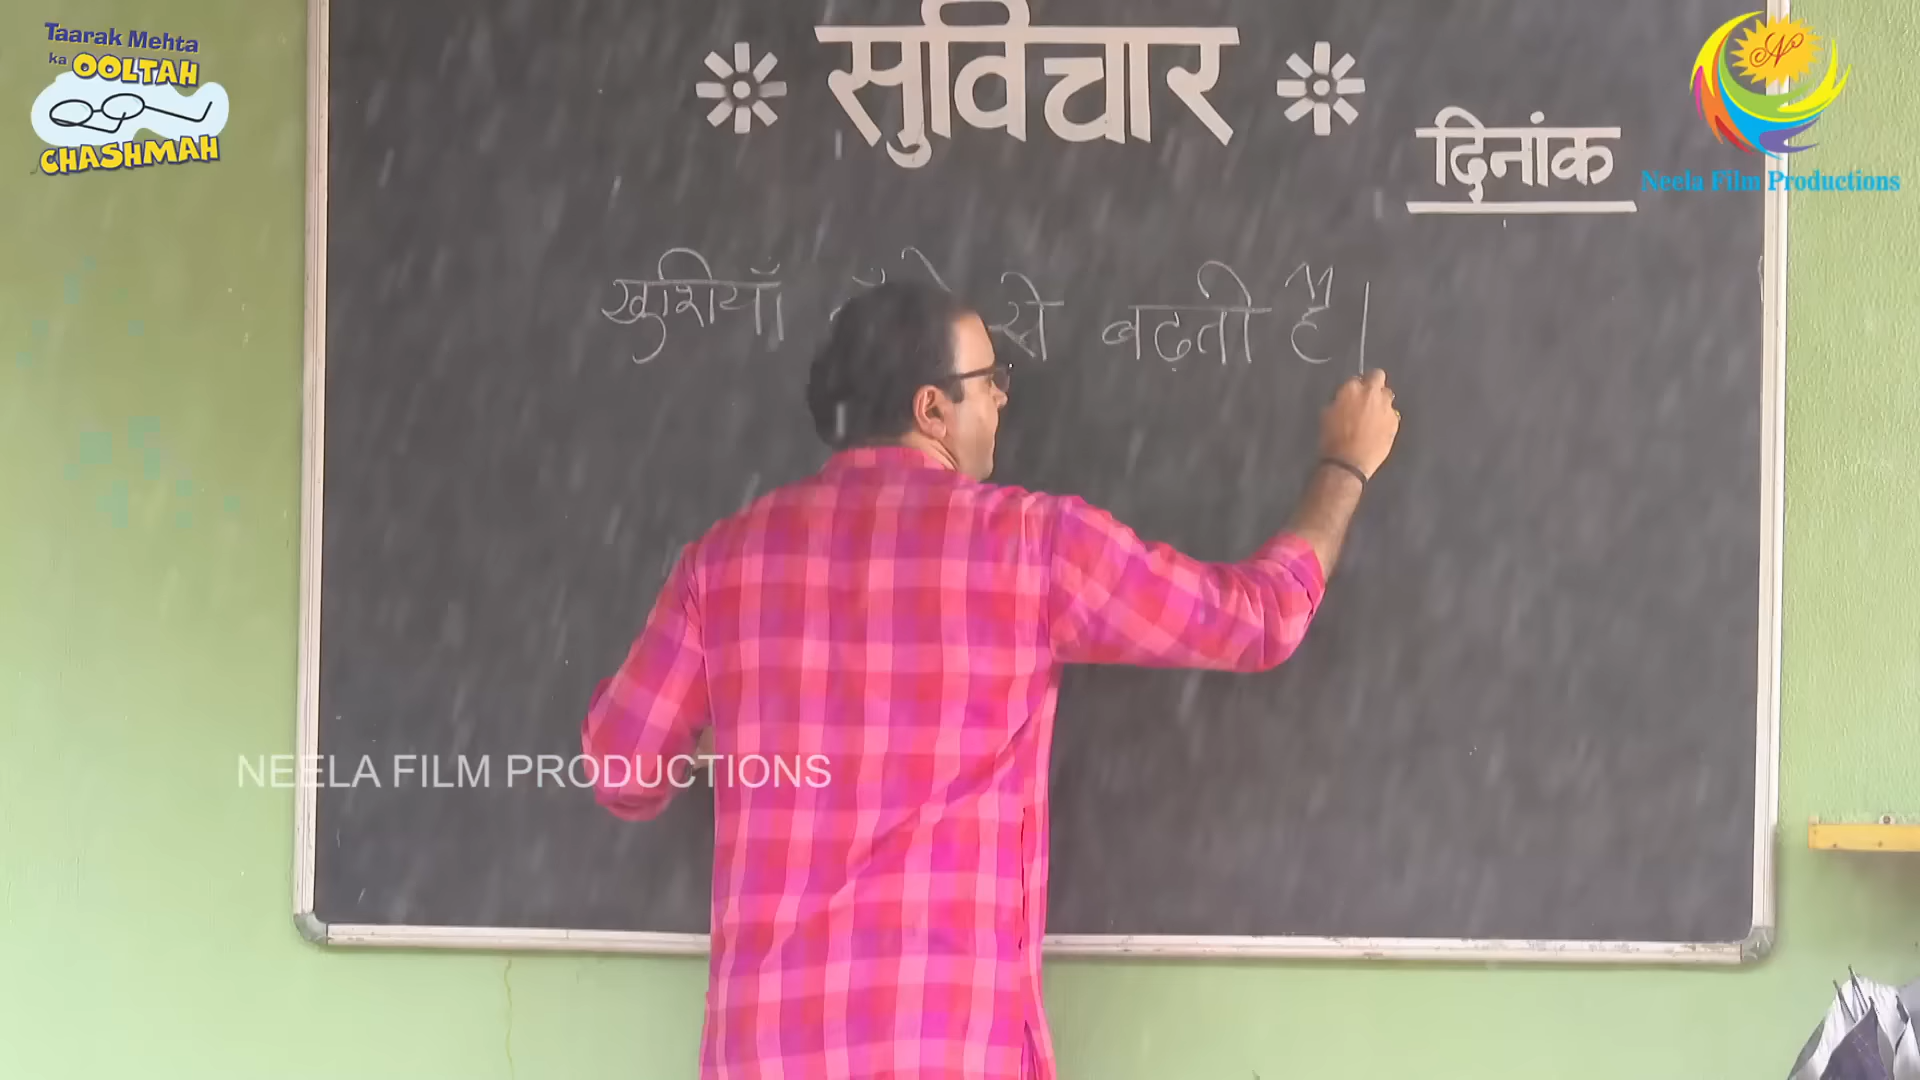 Taarak Mehta
ka OOLTAH
CHASHMAH
सुविचार
दिनांक
Neela Film Productions
खुशियाँ से बढ़ती है।
NEELA FILM PRODUCTIONS